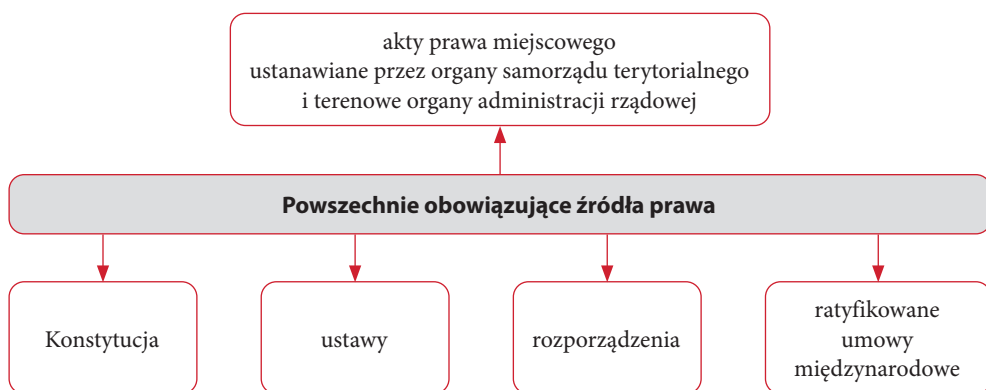 akty prawa miejscowego
ustanawiane przez organy samorządu terytorialnego
i terenowe organy administracji rządowej
Powszechnie obowiązujące źródła prawa
Konstytucja
ustawy
rozporządzenia
ratyfikowane
umowy
międzynarodowe